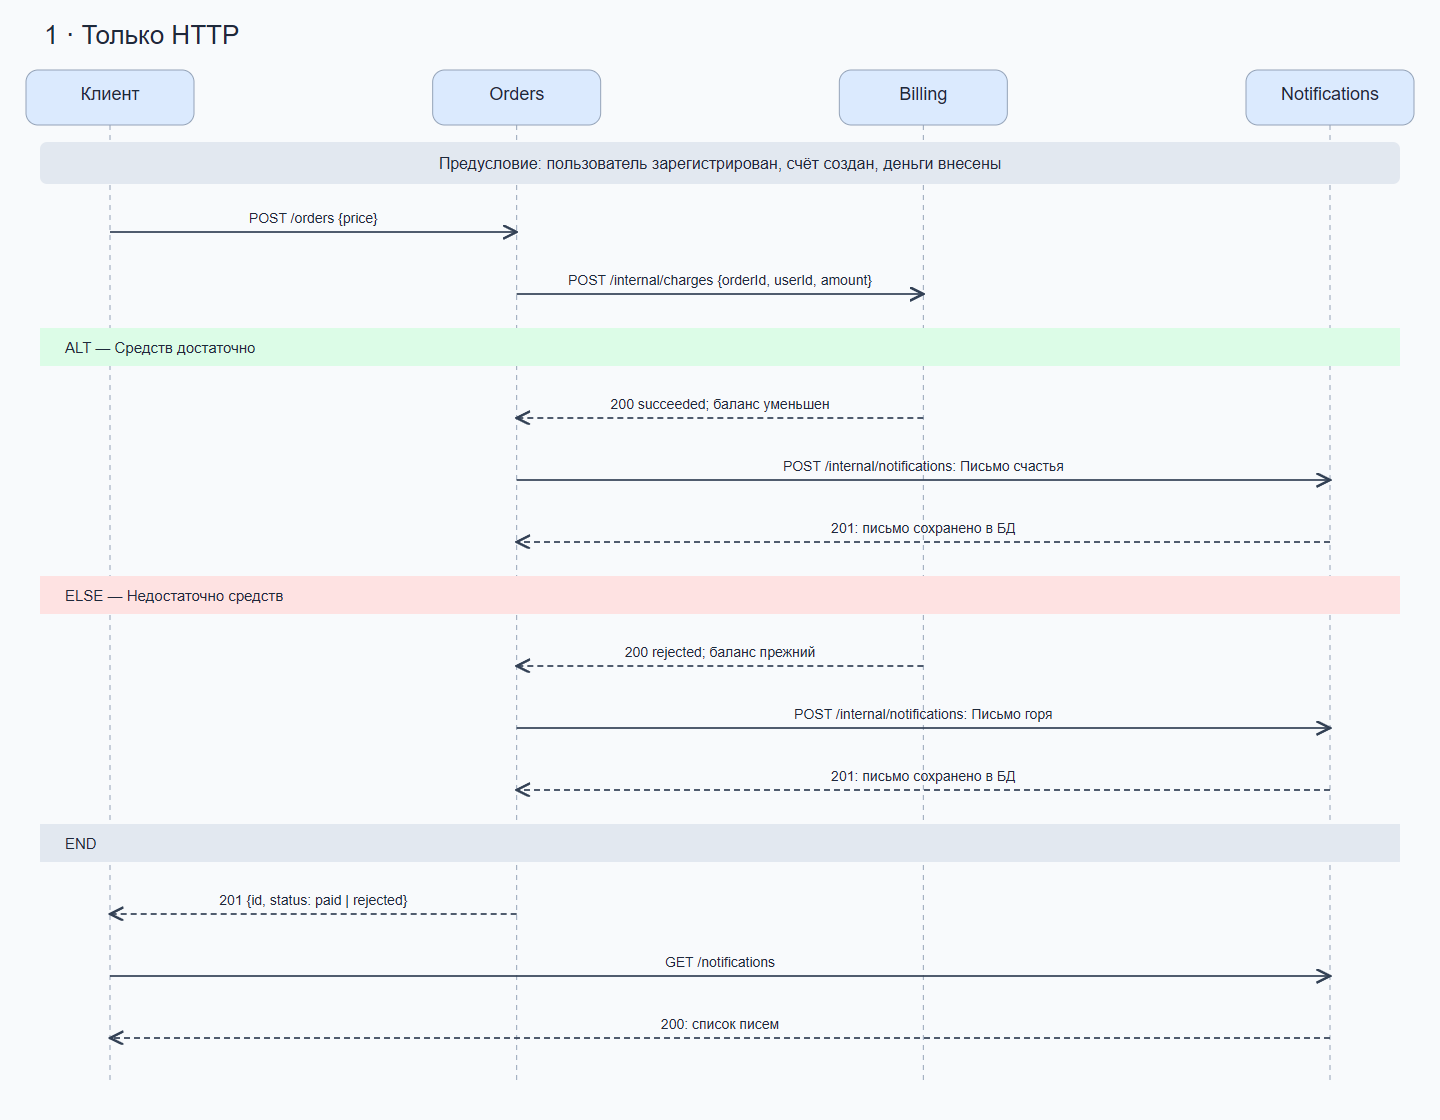 1 · Только HTTP
Клиент
Orders
Billing
Notifications
Предусловие: пользователь зарегистрирован, счёт создан, деньги внесены
POST /orders {price}
POST /internal/charges {orderId, userId, amount}
ALT — Средств достаточно
200 succeeded; баланс уменьшен
POST /internal/notifications: Письмо счастья
201: письмо сохранено в БД
ELSE — Недостаточно средств
200 rejected; баланс прежний
POST /internal/notifications: Письмо горя
201: письмо сохранено в БД
END
201 {id, status: paid | rejected}
GET /notifications
200: список писем